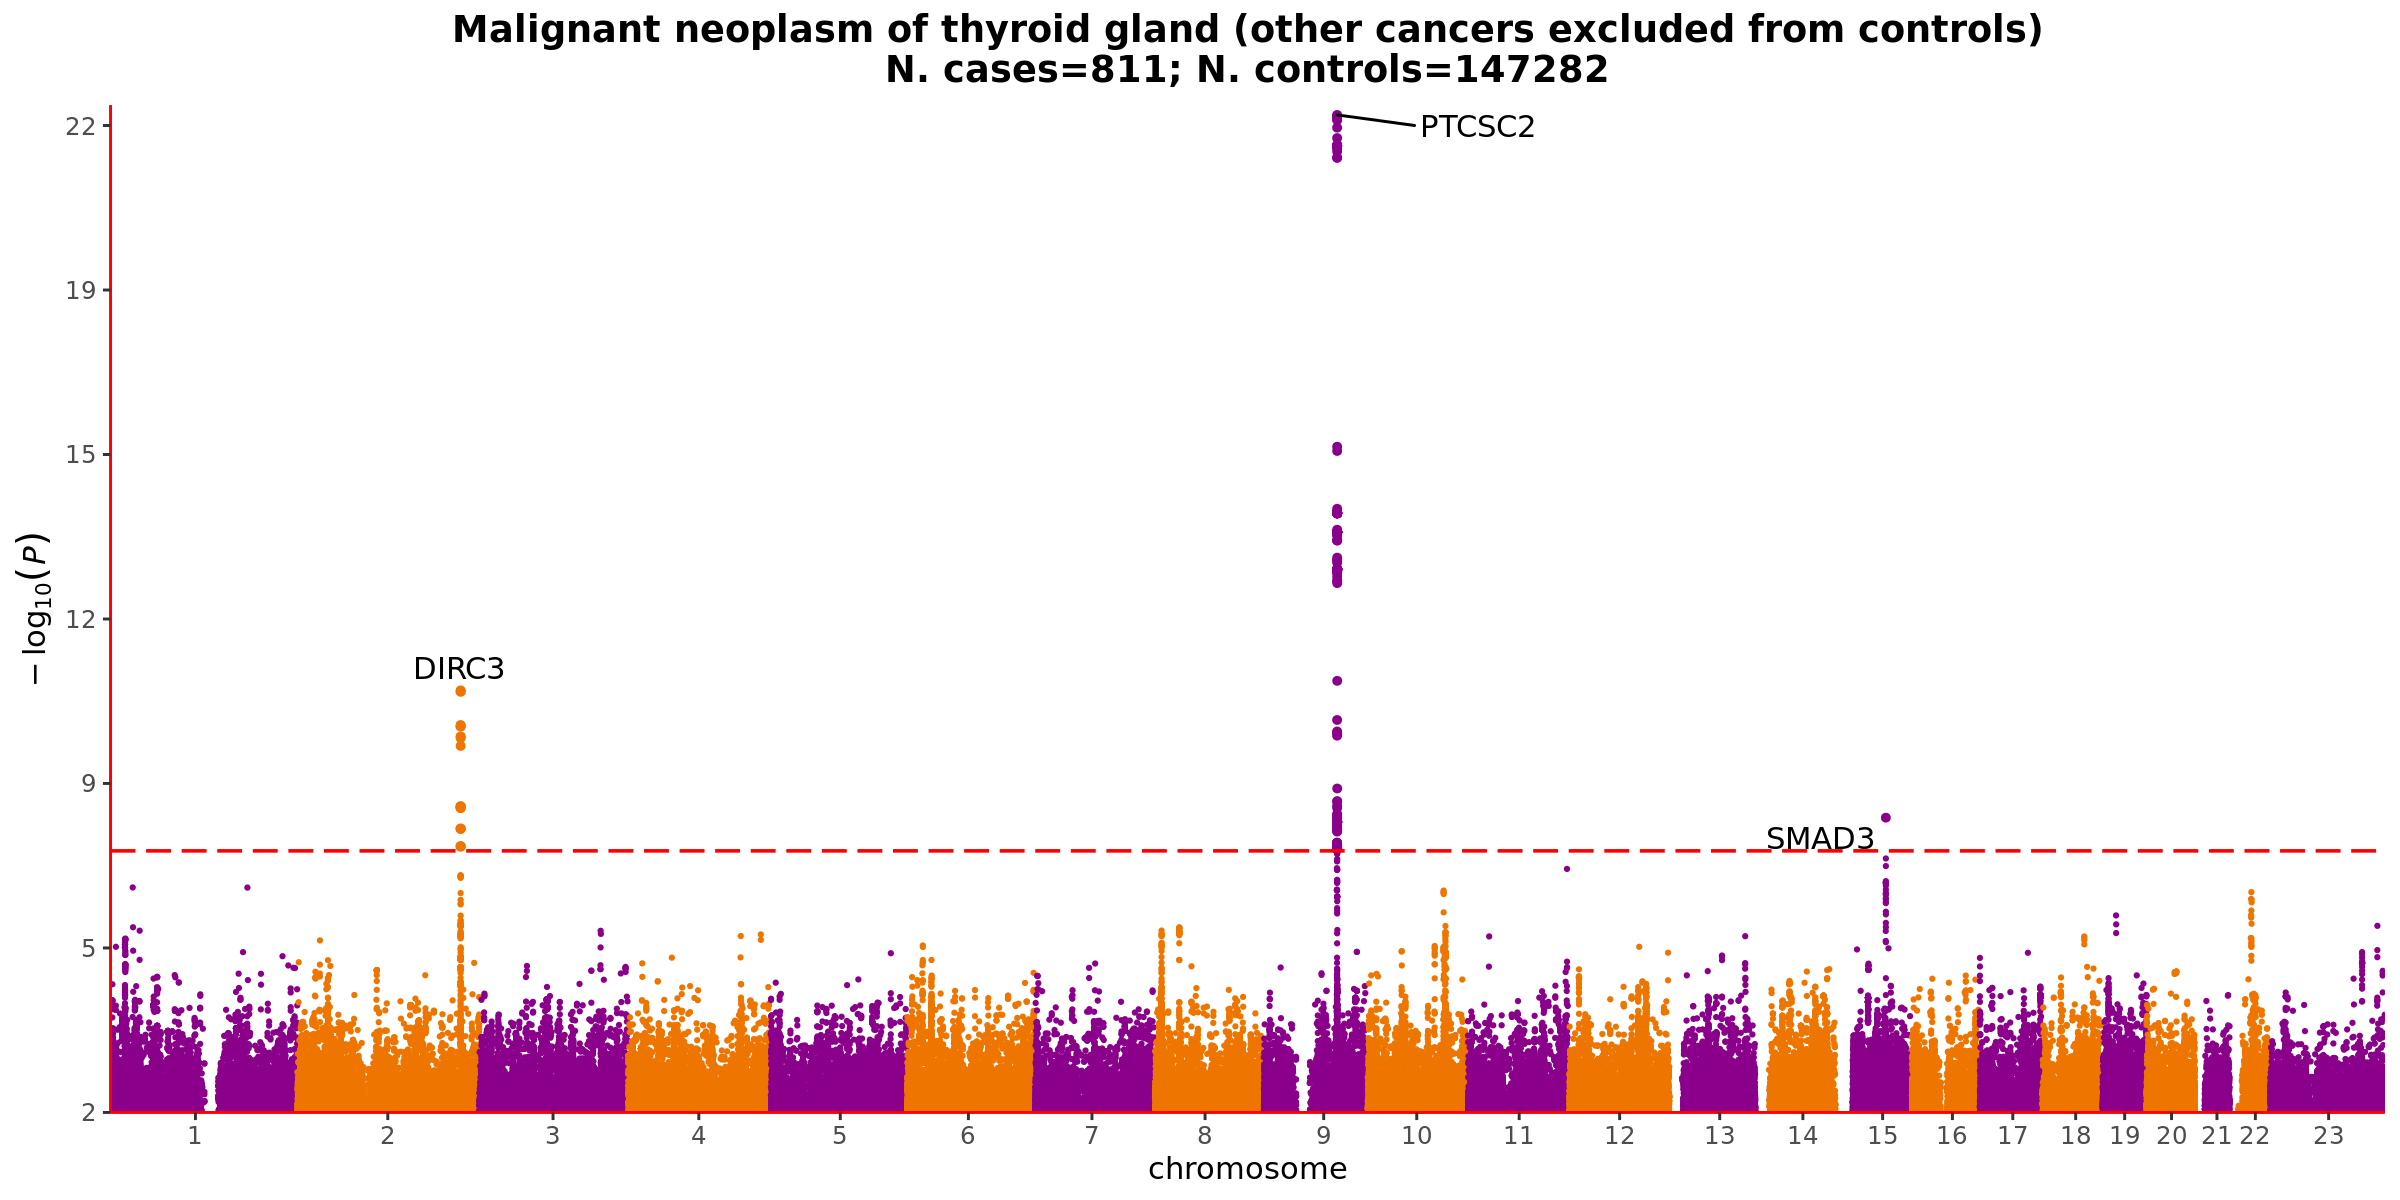 Malignant neoplasm of thyroid gland (other cancers excluded from controls)
N. cases=811; N. controls=147282
22
19
15
12
9
5
2
−log10(P)
PTCSC2
DIRC3
SMAD3
1 2 3 4 5 6 7 8 9 10 11 12 13 14 15 16 17 18 19 20 21 22 23
chromosome